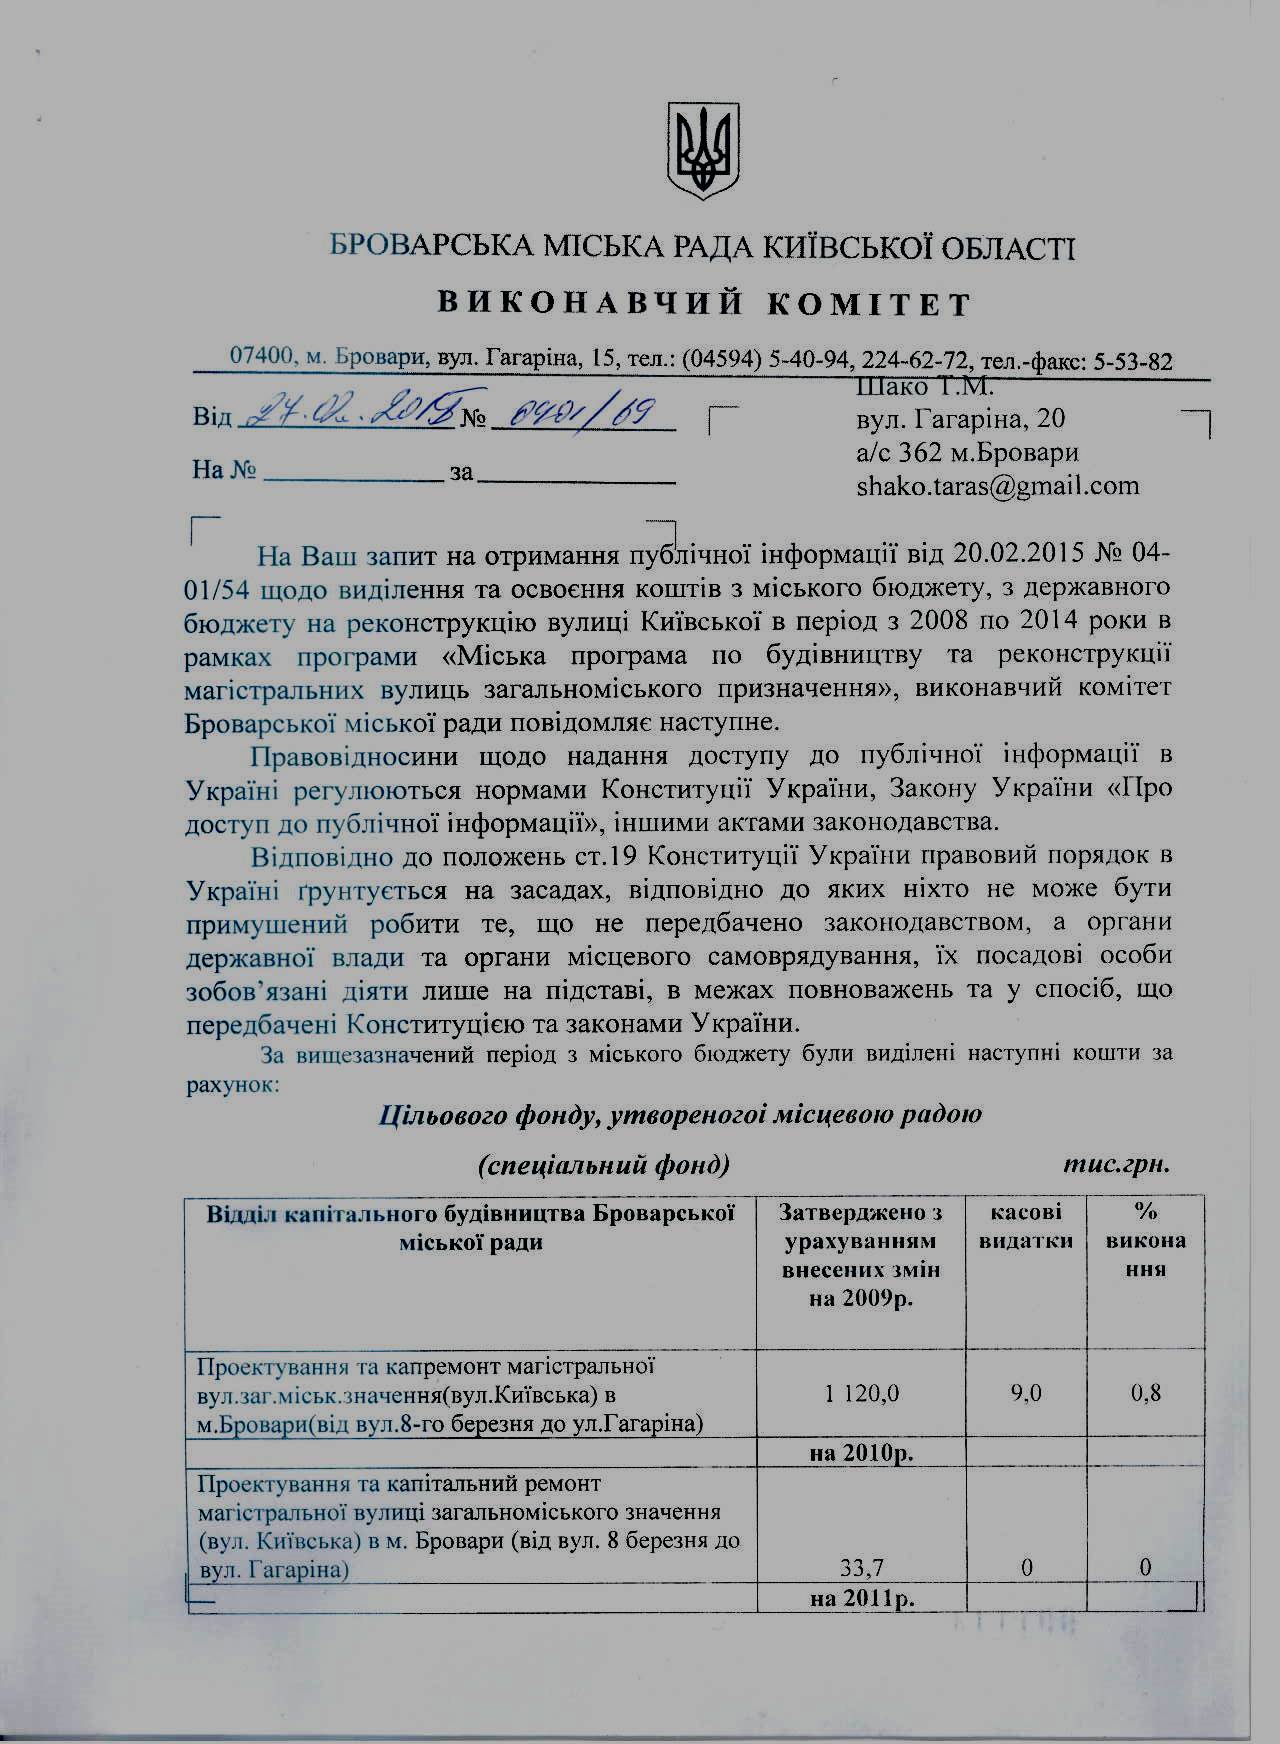 БРОВАРСЬКА МІСЬКА РАДА КИЇВСЬКОЇ ОБЛАСТІ
ВИКОНАВЧИЙ КОМІТЕТ
07400, м. Бровари, вул. Гагаріна, 15, тел.: (04594) 5-40-94, 224-62-72, тел.-факс: 5-53-82
Від 27.02.2015 № 0401/69
На № за
Шако Т.М.
вул. Гагаріна, 20
а/с 362 м.Бровари
shako.taras@gmail.com
На Ваш запит на отримання публічної інформації від 20.02.2015 № 04-
01/54 щодо виділення та освоєння коштів з міського бюджету, з державного
бюджету на реконструкцію вулиці Київської в період з 2008 по 2014 роки в
рамках програми «Міська програма по будівництву та реконструкції
магістральних вулиць загальноміського призначення», виконавчий комітет
Броварської міської ради повідомляє наступне.
Правовідносини щодо надання доступу до публічної інформації в
Україні регулюються нормами Конституції України, Закону України «Про
доступ до публічної інформації», іншими актами законодавства.
Відповідно до положень ст.19 Конституції України правовий порядок в
Україні ґрунтується на засадах, відповідно до яких ніхто не може бути
примушений робити те, що не передбачено законодавством, а органи
державної влади та органи місцевого самоврядування, їх посадові особи
зобов’язані діяти лише на підставі, в межах повноважень та у спосіб, що
передбачені Конституцією та законами України.
За вищезазначений період з міського бюджету були виділені наступні кошти за
рахунок:
Цільового фонду, утвореногоі місцевою радою
(спеціальний фонд) тис.грн.
Відділ капітального будівництва Броварської
міської ради
Затверджено з
урахуванням
внесених змін
на 2009р.
касові
видатки
%
викона
ння
Проектування та капремонт магістральної
вул.заг.міськ.значення(вул.Київська) в
м.Бровари(від вул.8-го березня до ул.Гагаріна)
1 120,0 9,0 0,8
на 2010р.
Проектування та капітальний ремонт
магістральної вулиці загальноміського значення
(вул. Київська) в м. Бровари (від вул. 8 березня до
вул. Гагаріна)
33,7 0 0
на 2011р.